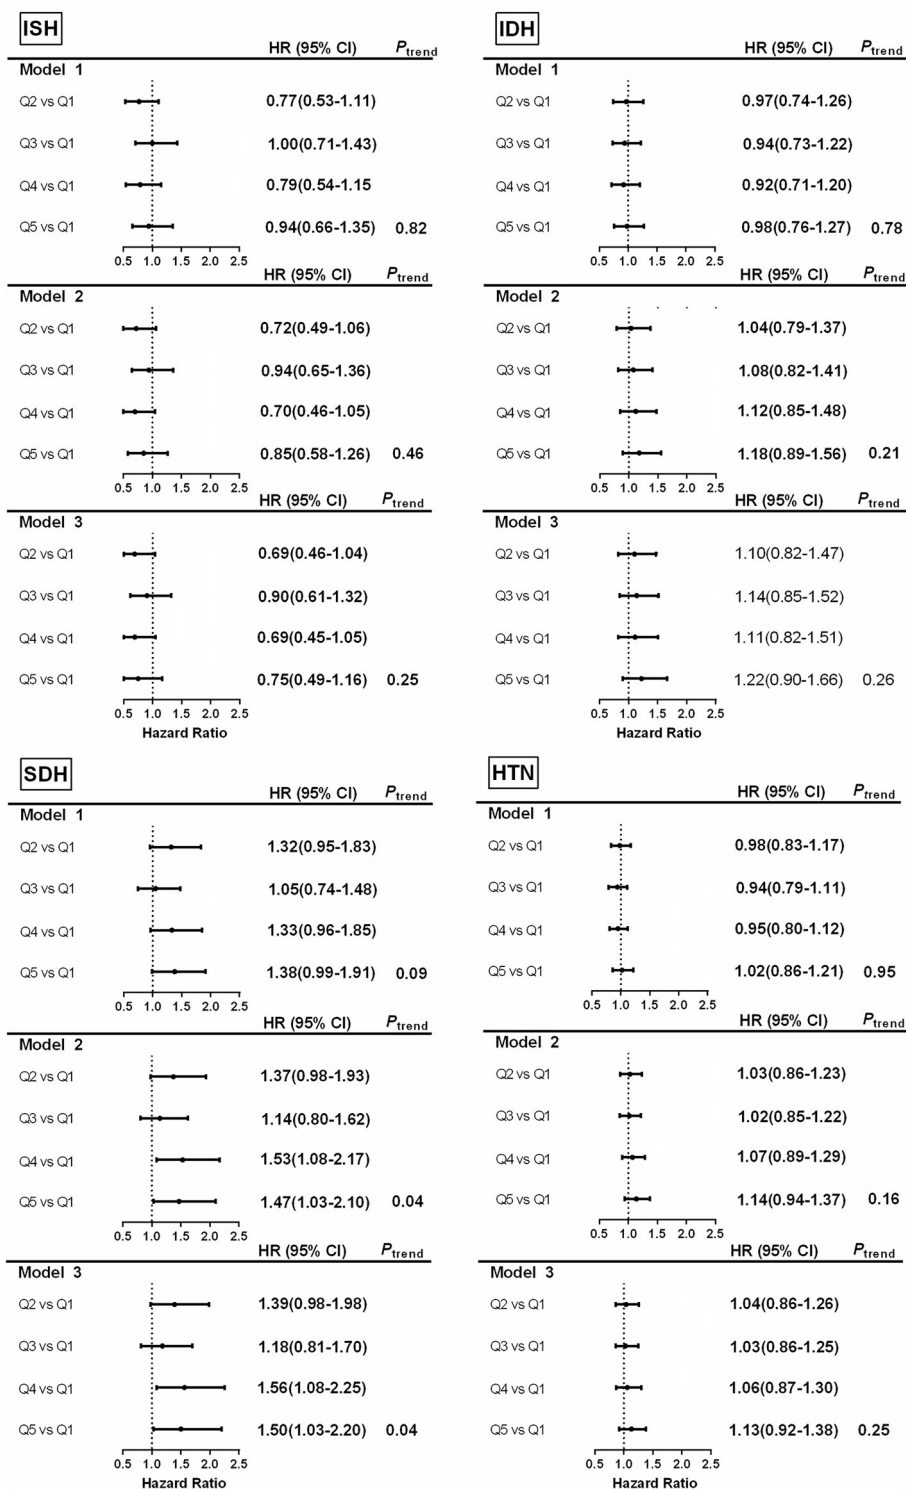 ISH
HR (95% CI) Ptrend
Model 1
Q2 vs Q1 0.77(0.53-1.11)
Q3 vs Q1 1.00(0.71-1.43)
Q4 vs Q1 0.79(0.54-1.15
Q5 vs Q1 0.94(0.66-1.35) 0.82
0.5 1.0 1.5 2.0 2.5
HR (95% CI) Ptrend
Model 2
Q2 vs Q1 0.72(0.49-1.06)
Q3 vs Q1 0.94(0.65-1.36)
Q4 vs Q1 0.70(0.46-1.05)
Q5 vs Q1 0.85(0.58-1.26) 0.46
0.5 1.0 1.5 2.0 2.5
HR (95% CI) Ptrend
Model 3
Q2 vs Q1 0.69(0.46-1.04)
Q3 vs Q1 0.90(0.61-1.32)
Q4 vs Q1 0.69(0.45-1.05)
Q5 vs Q1 0.75(0.49-1.16) 0.25
0.5 1.0 1.5 2.0 2.5
Hazard Ratio
IDH
HR (95% CI) Ptrend
Model 1
Q2 vs Q1 0.97(0.74-1.26)
Q3 vs Q1 0.94(0.73-1.22)
Q4 vs Q1 0.92(0.71-1.20)
Q5 vs Q1 0.98(0.76-1.27) 0.78
0.5 1.0 1.5 2.0 2.5
HR (95% CI) Ptrend
Model 2
Q2 vs Q1 1.04(0.79-1.37)
Q3 vs Q1 1.08(0.82-1.41)
Q4 vs Q1 1.12(0.85-1.48)
Q5 vs Q1 1.18(0.89-1.56) 0.21
0.5 1.0 1.5 2.0 2.5
HR (95% CI) Ptrend
Model 3
Q2 vs Q1 1.10(0.82-1.47)
Q3 vs Q1 1.14(0.85-1.52)
Q4 vs Q1 1.11(0.82-1.51)
Q5 vs Q1 1.22(0.90-1.66) 0.26
0.5 1.0 1.5 2.0 2.5
Hazard Ratio
SDH
HR (95% CI) Ptrend
Model 1
Q2 vs Q1 1.32(0.95-1.83)
Q3 vs Q1 1.05(0.74-1.48)
Q4 vs Q1 1.33(0.96-1.85)
Q5 vs Q1 1.38(0.99-1.91) 0.09
0.5 1.0 1.5 2.0 2.5
HR (95% CI) Ptrend
Model 2
Q2 vs Q1 1.37(0.98-1.93)
Q3 vs Q1 1.14(0.80-1.62)
Q4 vs Q1 1.53(1.08-2.17)
Q5 vs Q1 1.47(1.03-2.10) 0.04
0.5 1.0 1.5 2.0 2.5
HR (95% CI) Ptrend
Model 3
Q2 vs Q1 1.39(0.98-1.98)
Q3 vs Q1 1.18(0.81-1.70)
Q4 vs Q1 1.56(1.08-2.25)
Q5 vs Q1 1.50(1.03-2.20) 0.04
0.5 1.0 1.5 2.0 2.5
Hazard Ratio
HTN
HR (95% CI) Ptrend
Model 1
Q2 vs Q1 0.98(0.83-1.17)
Q3 vs Q1 0.94(0.79-1.11)
Q4 vs Q1 0.95(0.80-1.12)
Q5 vs Q1 1.02(0.86-1.21) 0.95
0.5 1.0 1.5 2.0 2.5
HR (95% CI) Ptrend
Model 2
Q2 vs Q1 1.03(0.86-1.23)
Q3 vs Q1 1.02(0.85-1.22)
Q4 vs Q1 1.07(0.89-1.29)
Q5 vs Q1 1.14(0.94-1.37) 0.16
0.5 1.0 1.5 2.0 2.5
HR (95% CI) Ptrend
Model 3
Q2 vs Q1 1.04(0.86-1.26)
Q3 vs Q1 1.03(0.86-1.25)
Q4 vs Q1 1.06(0.87-1.30)
Q5 vs Q1 1.13(0.92-1.38) 0.25
0.5 1.0 1.5 2.0 2.5
Hazard Ratio